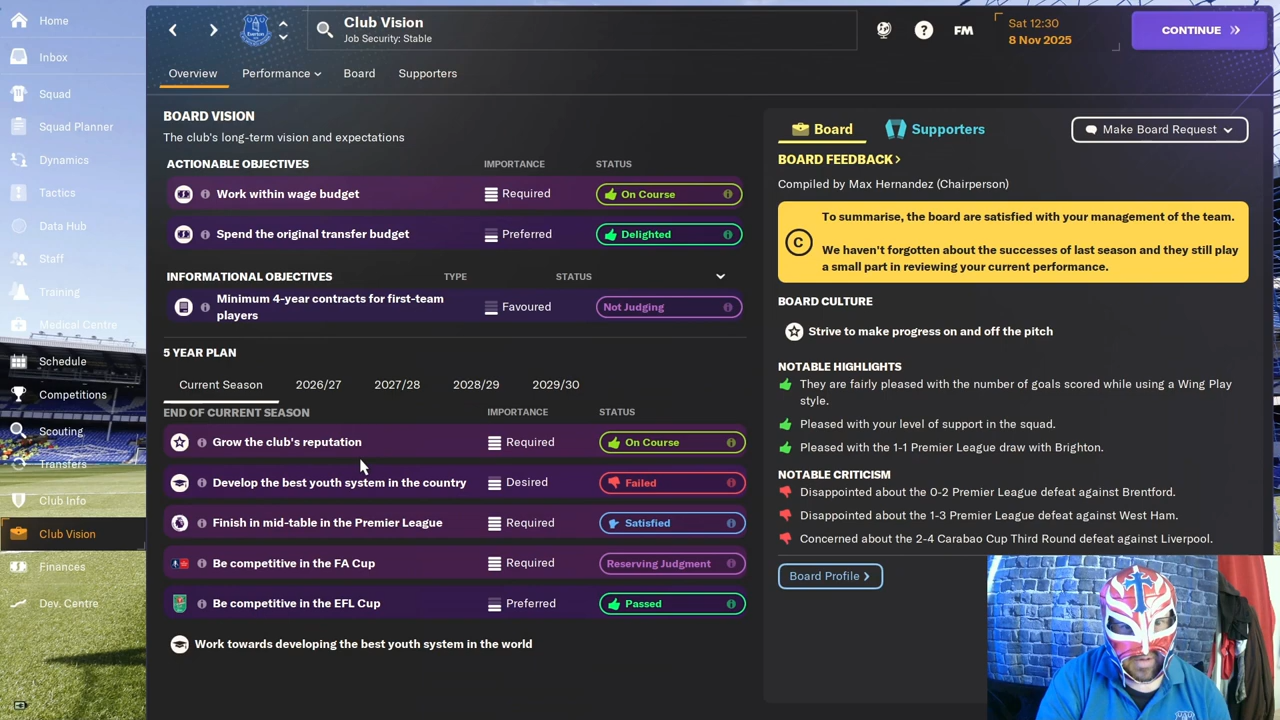 Home
Inbox
Squad
Squad Planner
Dynamics
Tactics
Data Hub
Staff
Training
Medical Centre
Schedule
Competitions
Scouting
Transfers
Club Info
Club Vision
Finances
Dev. Centre
Everton
Club Vision
Job Security: Stable
?
FM
Sat 12:30
8 Nov 2025
CONTINUE
Overview
Performance
Board
Supporters
BOARD VISION
The club's long-term vision and expectations
ACTIONABLE OBJECTIVES IMPORTANCE STATUS
Work within wage budget Required On Course
Spend the original transfer budget Preferred Delighted
INFORMATIONAL OBJECTIVES TYPE STATUS
Minimum 4-year contracts for first-team
players Favoured Not Judging
5 YEAR PLAN
Current Season 2026/27 2027/28 2028/29 2029/30
END OF CURRENT SEASON IMPORTANCE STATUS
Grow the club's reputation Required On Course
Develop the best youth system in the country Desired Failed
Finish in mid-table in the Premier League Required Satisfied
Be competitive in the FA Cup Required Reserving Judgment
Be competitive in the EFL Cup Preferred Passed
Work towards developing the best youth system in the world
Board
Supporters
Make Board Request
BOARD FEEDBACK
Compiled by Max Hernandez (Chairperson)
C
To summarise, the board are satisfied with your management of the team.
We haven't forgotten about the successes of last season and they still play
a small part in reviewing your current performance.
BOARD CULTURE
Strive to make progress on and off the pitch
NOTABLE HIGHLIGHTS
They are fairly pleased with the number of goals scored while using a Wing Play
style.
Pleased with your level of support in the squad.
Pleased with the 1-1 Premier League draw with Brighton.
NOTABLE CRITICISM
Disappointed about the 0-2 Premier League defeat against Brentford.
Disappointed about the 1-3 Premier League defeat against West Ham.
Concerned about the 2-4 Carabao Cup Third Round defeat against Liverpool.
Board Profile